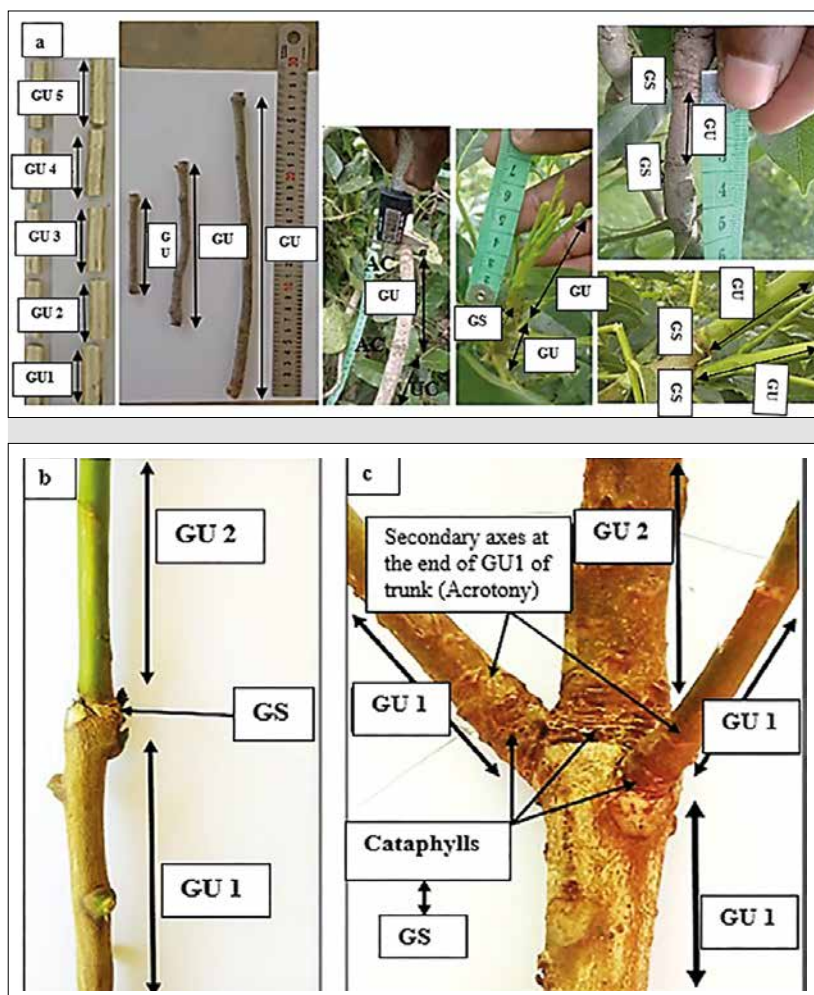 a
GU 5
GU 4
GU 3
GU 2
GU1
G
U
GU
GU
AC
GU
AC
UC
GS
GU
GU
GS
GS
GU
GS
GU
GS
GU
b
GU 2
GS
GU 1
c
Secondary axes at
the end of GU1 of
trunk (Acrotony)
GU 2
GU 1
GU 1
Cataphylls
GS
GU 1